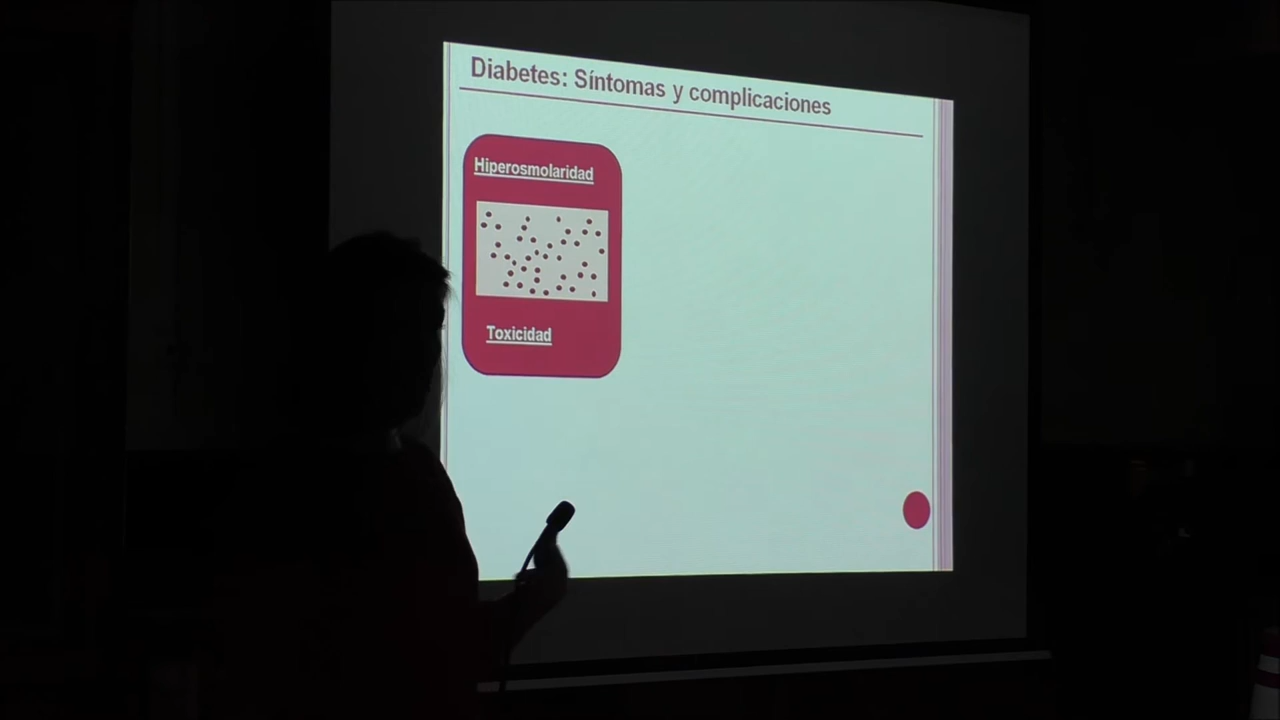 Diabetes: Síntomas y complicaciones
Hiperosmolaridad
Toxicidad